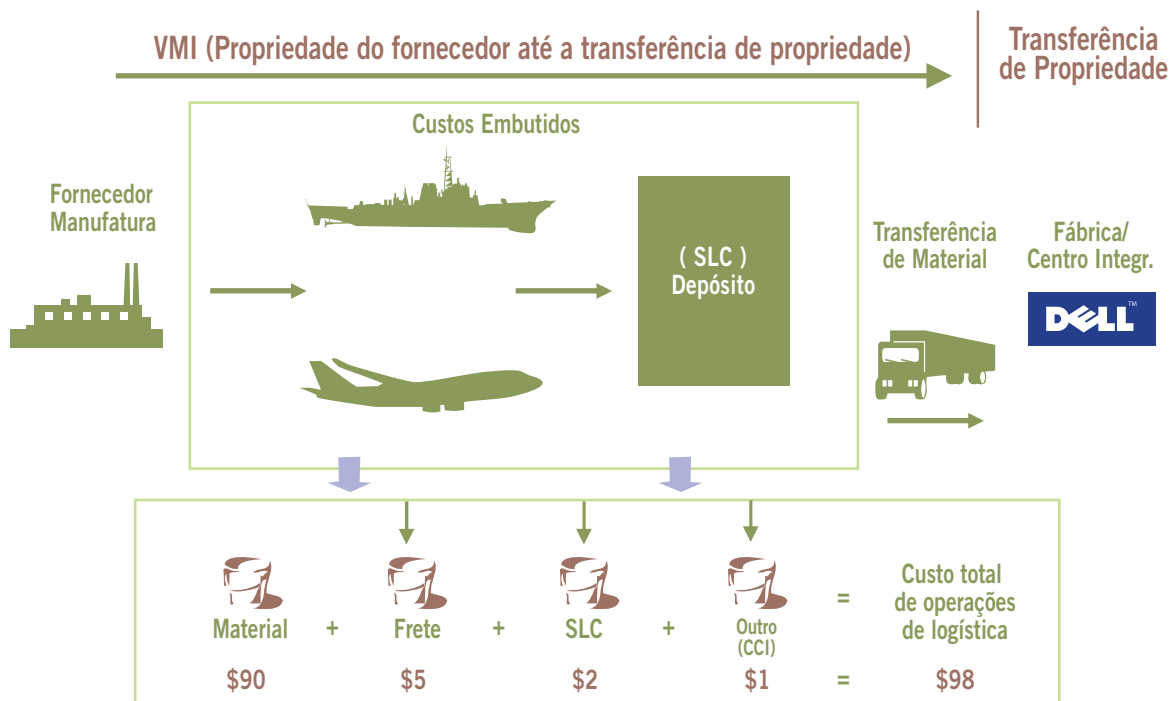 VMI (Propriedade do fornecedor até a transferência de propriedade)
Transferência
de Propriedade
Custos Embutidos
Fornecedor
Manufatura
( SLC )
Depósito
Transferência
de Material
Fábrica/
Centro Integr.
DELL™
Material + Frete + SLC + Outro
(CCI)
= Custo total
de operações
de logística
$90 $5 $2 $1 = $98